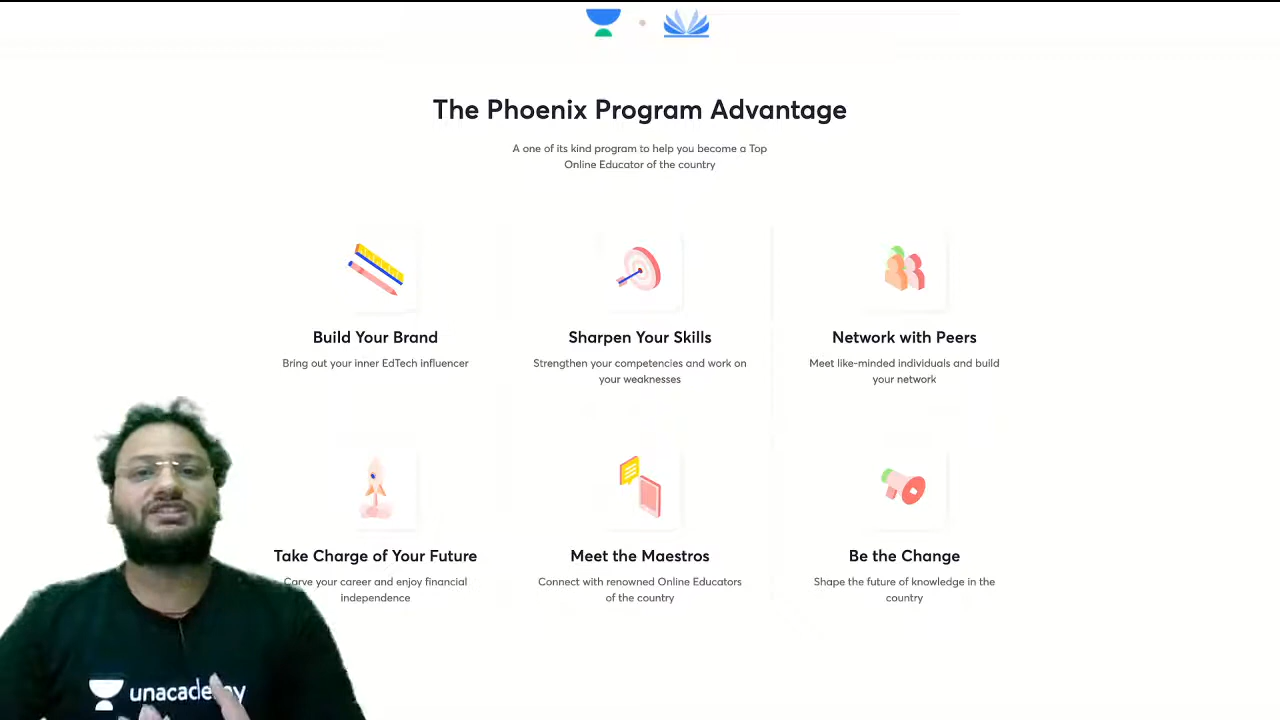 The Phoenix Program Advantage
A one of its kind program to help you become a Top
Online Educator of the country
Build Your Brand
Bring out your inner EdTech influencer
Sharpen Your Skills
Strengthen your competencies and work on
your weaknesses
Network with Peers
Meet like-minded individuals and build
your network
Take Charge of Your Future
Carve your career and enjoy financial
independence
Meet the Maestros
Connect with renowned Online Educators
of the country
Be the Change
Shape the future of knowledge in the
country
unacademy